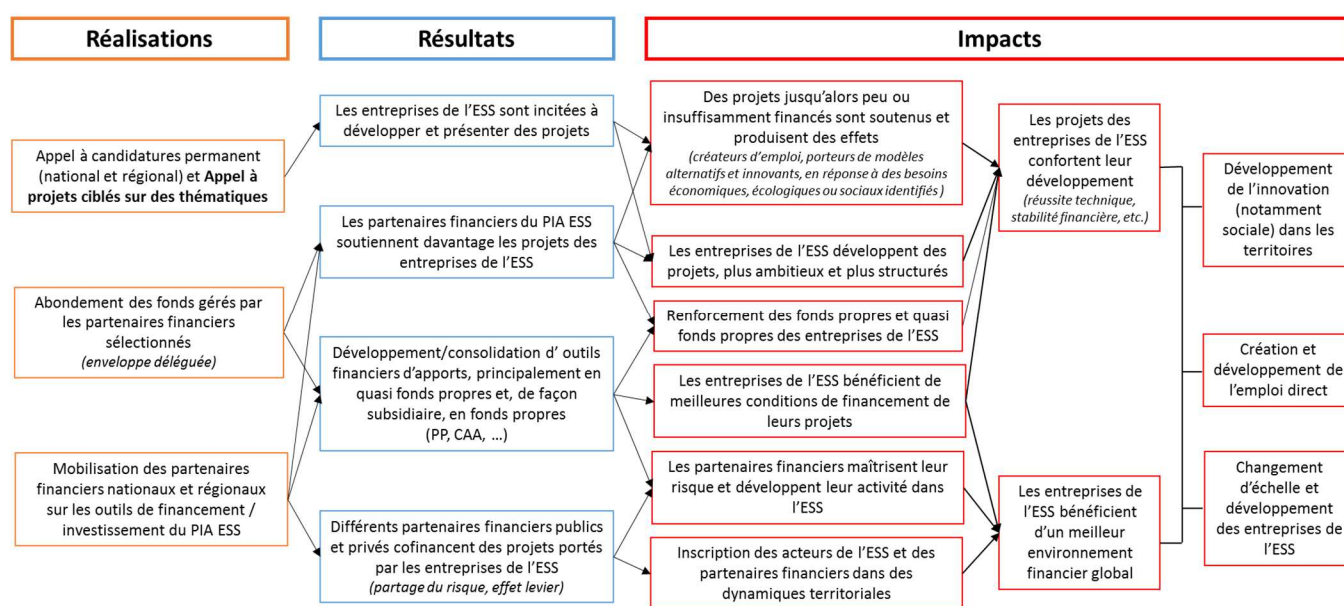 Réalisations
Résultats
Impacts
Appel à candidatures permanent
(national et régional) et Appel à
projets ciblés sur des thématiques
Abondement des fonds gérés par
les partenaires financiers
sélectionnés
(enveloppe déléguée)
Mobilisation des partenaires
financiers nationaux et régionaux
sur les outils de financement /
investissement du PIA ESS
Les entreprises de l’ESS sont incitées à
développer et présenter des projets
Les partenaires financiers du PIA ESS
soutiennent davantage les projets des
entreprises de l’ESS
Développement/consolidation d’ outils
financiers d’apports, principalement en
quasi fonds propres et, de façon
subsidiaire, en fonds propres
(PP, CAA, …)
Différents partenaires financiers publics
et privés cofinancent des projets portés
par les entreprises de l’ESS
(partage du risque, effet levier)
Des projets jusqu’alors peu ou
insuffisamment financés sont soutenus et
produisent des effets
(créateurs d’emploi, porteurs de modèles
alternatifs et innovants, en réponse à des besoins
économiques, écologiques ou sociaux identifiés )
Les entreprises de l’ESS développent des
projets, plus ambitieux et plus structurés
Renforcement des fonds propres et quasi
fonds propres des entreprises de l’ESS
Les entreprises de l’ESS bénéficient de
meilleures conditions de financement de
leurs projets
Les partenaires financiers maîtrisent leur
risque et développent leur activité dans
l’ESS
Inscription des acteurs de l’ESS et des
partenaires financiers dans des
dynamiques territoriales
Les projets des
entreprises de l’ESS
confortent leur
développement
(réussite technique,
stabilité financière, etc.)
Les entreprises de
l’ESS bénéficient
d’un meilleur
environnement
financier global
Développement
de l’innovation
(notamment
sociale) dans les
territoires
Création et
développement de
l’emploi direct
Changement
d’échelle et
développement
des entreprises de
l’ESS